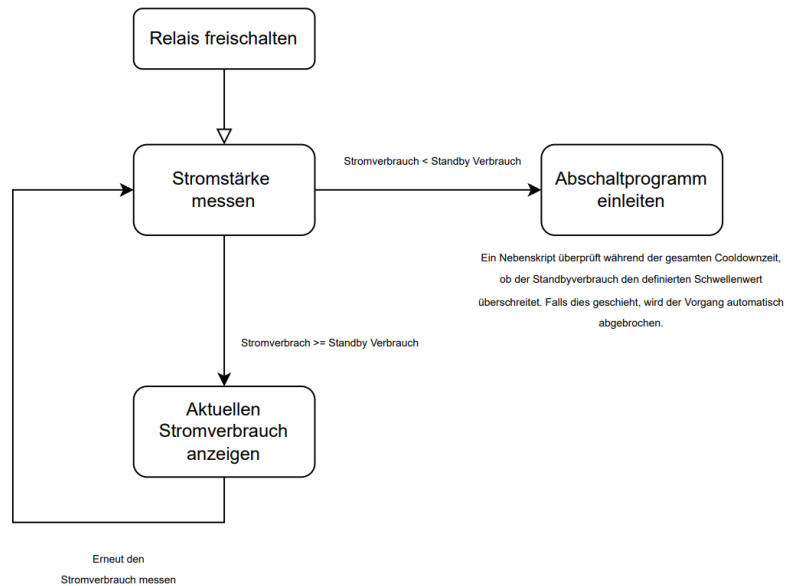 Relais freischalten
Stromstärke
messen
Stromverbrauch < Standby Verbrauch
Abschaltprogramm
einleiten
Ein Nebenskript überprüft während der gesamten Cooldownzeit,
ob der Standbyverbrauch den definierten Schwellenwert
überschreitet. Falls dies geschieht, wird der Vorgang automatisch
abgebrochen.
Stromverbrach >= Standby Verbrauch
Aktuellen
Stromverbrauch
anzeigen
Erneut den
Stromverbrauch messen